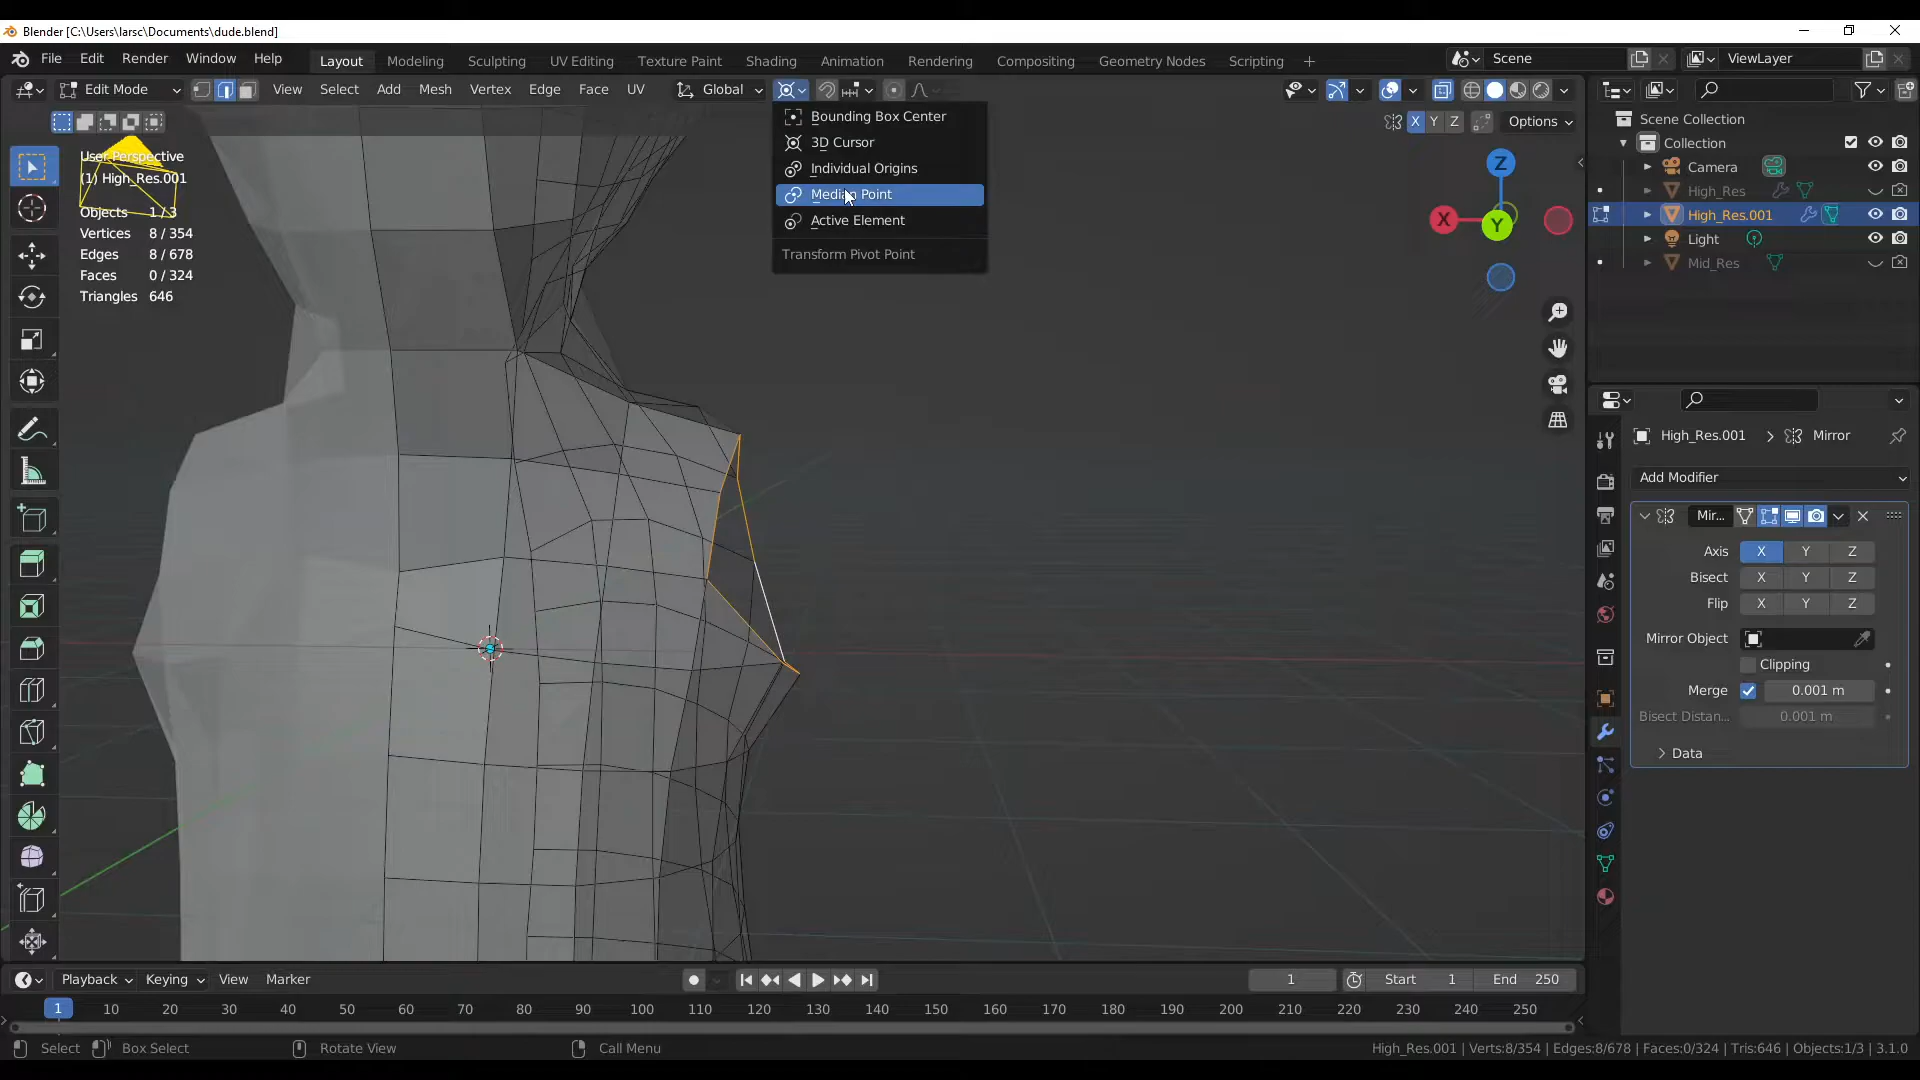 Blender [C:\Users\larsc\Documents\dude.blend]
File Edit Render Window Help
Layout Modeling Sculpting UV Editing Texture Paint Shading Animation Rendering Compositing Geometry Nodes Scripting +
Scene
ViewLayer
Edit Mode
View Select Add Mesh Vertex Edge Face UV
Global
X Y Z
Options
Bounding Box Center
3D Cursor
Individual Origins
Median Point
Active Element
Transform Pivot Point
User Perspective
(1) High_Res.001
Objects 1/3
Vertices 8 / 354
Edges 8 / 678
Faces 0 / 324
Triangles 646
Z
X
Y
Scene Collection
Collection
Camera
High_Res
High_Res.001
Light
Mid_Res
High_Res.001 > Mirror
Add Modifier
Mir...
Axis X Y Z
Bisect X Y Z
Flip X Y Z
Mirror Object
Clipping
Merge 0.001 m
Bisect Distan... 0.001 m
> Data
Playback Keying View Marker
1
Start 1
End 250
1 10 20 30 40 50 60 70 80 90 100 110 120 130 140 150 160 170 180 190 200 210 220 230 240 250
Select Box Select Rotate View Call Menu
High_Res.001 | Verts:8/354 | Edges:8/678 | Faces:0/324 | Tris:646 | Objects:1/3 | 3.1.0